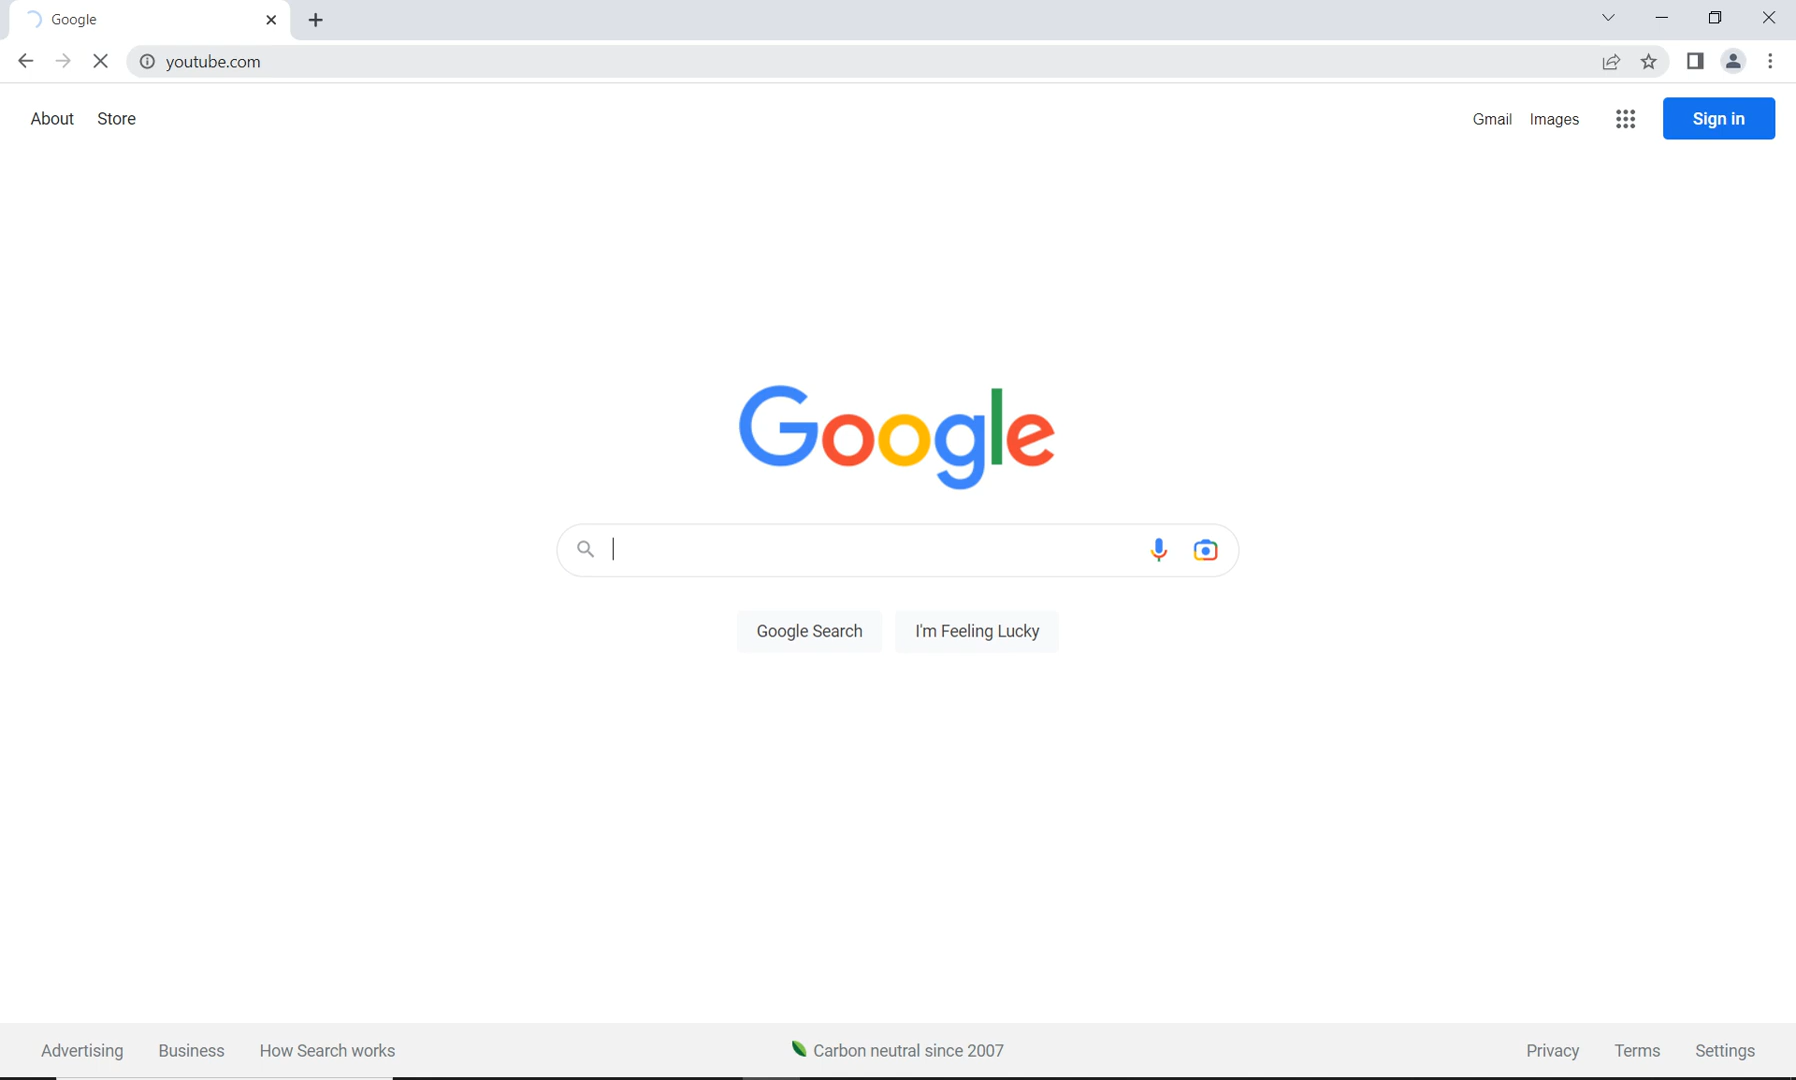 Google
youtube.com
About Store
Gmail Images Sign in
Google
Google Search I'm Feeling Lucky
Advertising Business How Search works
Carbon neutral since 2007
Privacy Terms Settings